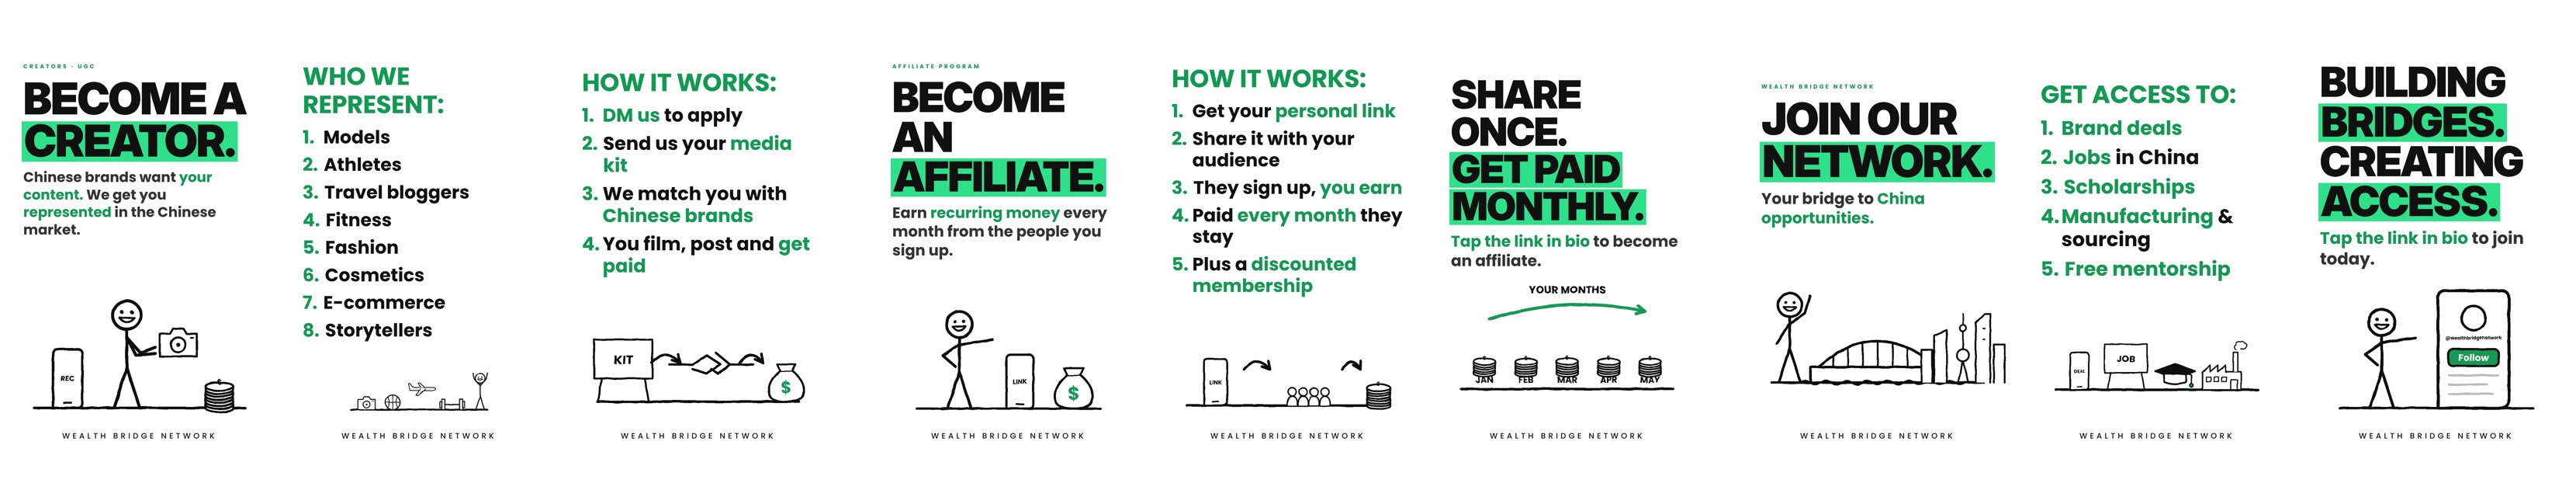 CREATORS · UGC
BECOME A
CREATOR.
Chinese brands want your
content. We get you
represented in the Chinese
market.
REC
WEALTH BRIDGE NETWORK
WHO WE
REPRESENT:
1. Models
2. Athletes
3. Travel bloggers
4. Fitness
5. Fashion
6. Cosmetics
7. E-commerce
8. Storytellers
WEALTH BRIDGE NETWORK
HOW IT WORKS:
1. DM us to apply
2. Send us your media
kit
3. We match you with
Chinese brands
4. You film, post and get
paid
KIT
$
WEALTH BRIDGE NETWORK
AFFILIATE PROGRAM
BECOME
AN
AFFILIATE.
Earn recurring money every
month from the people you
sign up.
LINK
$
WEALTH BRIDGE NETWORK
HOW IT WORKS:
1. Get your personal link
2. Share it with your
audience
3. They sign up, you earn
4. Paid every month they
stay
5. Plus a discounted
membership
LINK
WEALTH BRIDGE NETWORK
SHARE
ONCE.
GET PAID
MONTHLY.
Tap the link in bio to become
an affiliate.
YOUR MONTHS
JAN FEB MAR APR MAY
WEALTH BRIDGE NETWORK
WEALTH BRIDGE NETWORK
JOIN OUR
NETWORK.
Your bridge to China
opportunities.
WEALTH BRIDGE NETWORK
GET ACCESS TO:
1. Brand deals
2. Jobs in China
3. Scholarships
4. Manufacturing &
sourcing
5. Free mentorship
DEAL
JOB
WEALTH BRIDGE NETWORK
BUILDING
BRIDGES.
CREATING
ACCESS.
Tap the link in bio to join
today.
@wealthbridgenetwork
Follow
WEALTH BRIDGE NETWORK